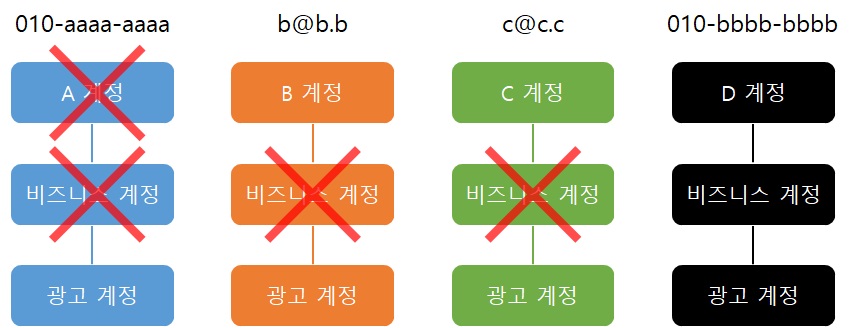 010-aaaa-aaaa
b@b.b
c@c.c
010-bbbb-bbbb
A 계정
B 계정
C 계정
D 계정
비즈니스 계정
비즈니스 계정
비즈니스 계정
비즈니스 계정
광고 계정
광고 계정
광고 계정
광고 계정